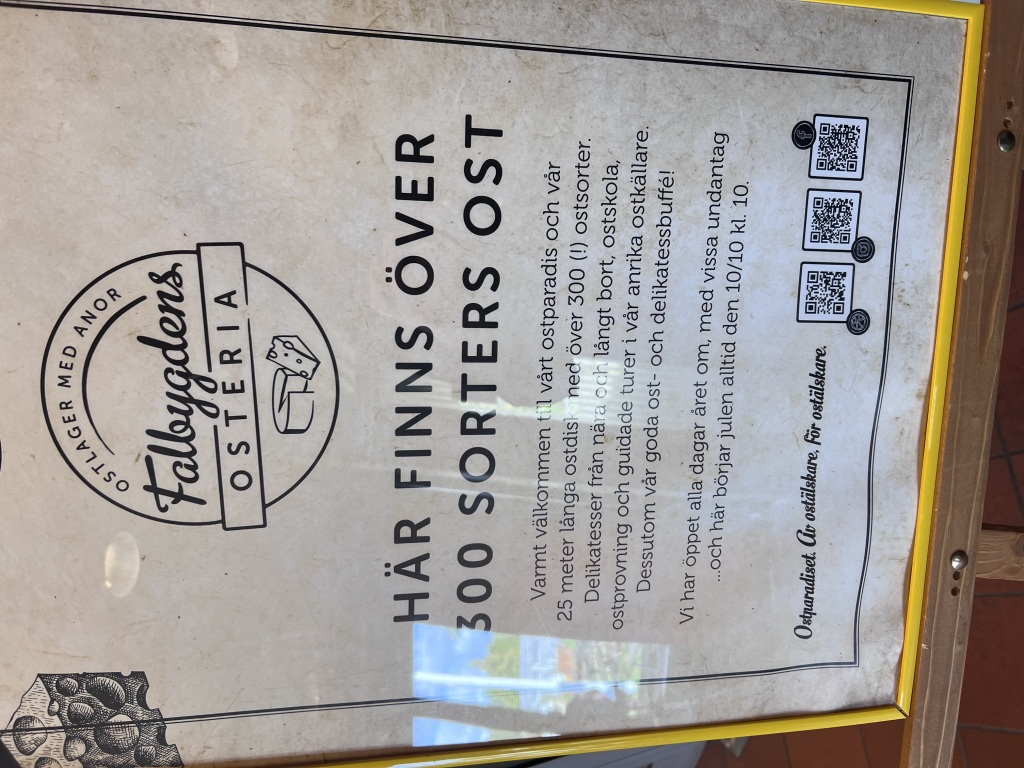 OSTLAGER MED ANOR
Falbygdens
OSTERIA
HÄR FINNS ÖVER
300 SORTERS OST
Varmt välkommen till vårt ostparadis och vår
25 meter långa ostdisk med över 300 (!) ostsorter.
Delikatesser från nära och långt bort, ostskola,
ostprovning och guidade turer i vår anrika ostkällare.
Dessutom vår goda ost- och delikatessbuffé!
Vi har öppet alla dagar året om, med vissa undantag
...och här börjar julen alltid den 10/10 kl. 10.
Ostparadiset. Av ostälskare, för ostälskare.